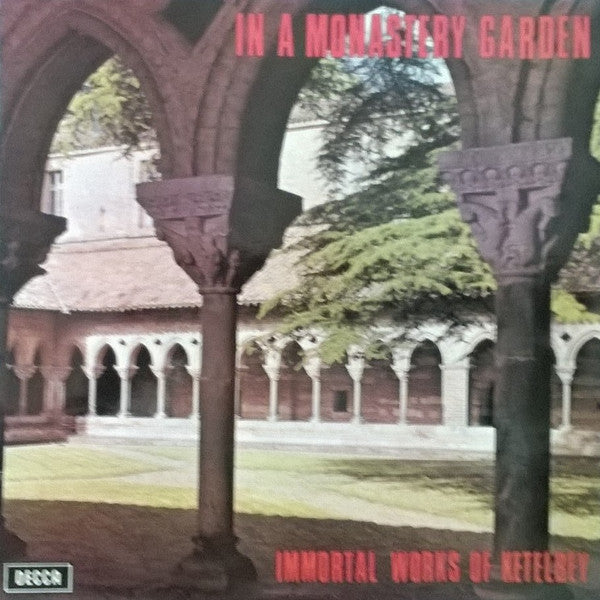 IN A MONASTERY GARDEN
IMMORTAL WORKS OF KETELBEY
DECCA